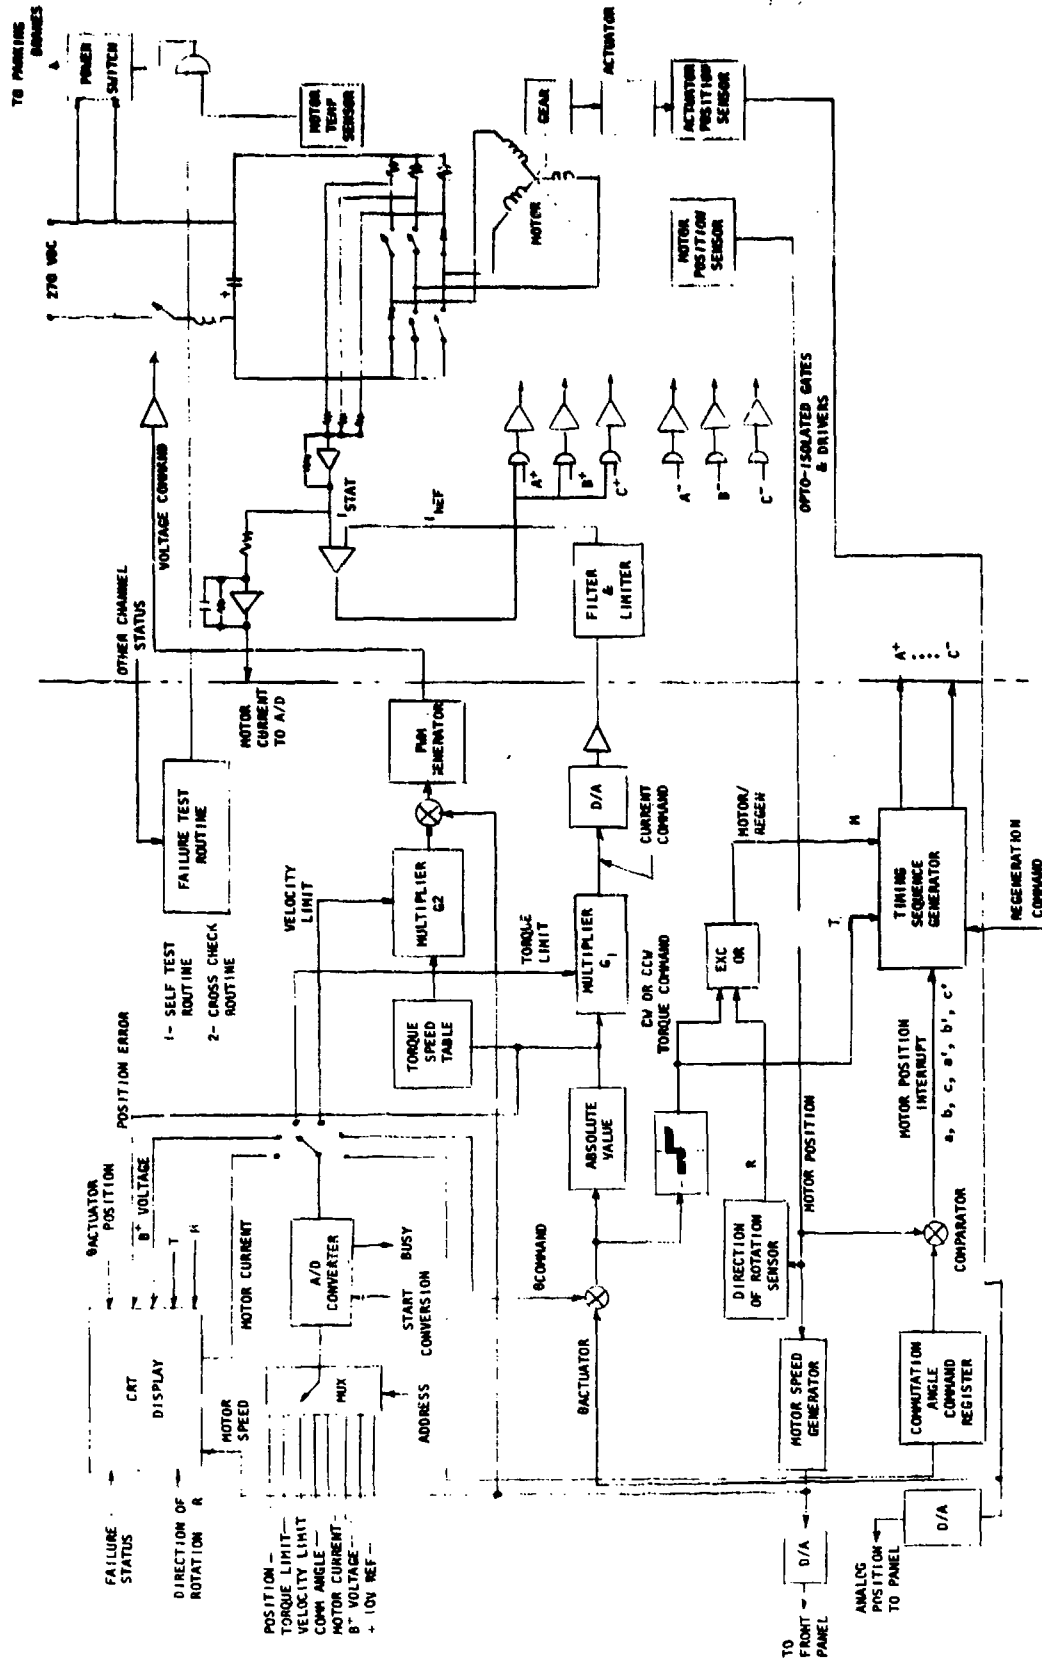 TO PARKING
BRAKES
POWER
SWITCH
270 VDC
MOTOR
TEMP
SENSOR
GEAR
ACTUATOR
ACTUATOR
POSITION
SENSOR
MOTOR
MOTOR
POSITION
SENSOR
VOLTAGE COMMAND
OTHER CHANNEL
STATUS
I STAT
I REF
A+
B+
C+
A-
B-
C-
OPTO-ISOLATED GATES
& DRIVERS
FILTER
&
LIMITER
MOTOR
CURRENT
TO A/D
FAILURE TEST
ROUTINE
1- SELF TEST
ROUTINE
2- CROSS CHECK
ROUTINE
PWM
GENERATOR
VELOCITY
LIMIT
MULTIPLIER
G2
TORQUE
SPEED
TABLE
TORQUE
LIMIT
D/A
CURRENT
COMMAND
MULTIPLIER
G1
ABSOLUTE
VALUE
CW OR CCW
TORQUE COMMAND
EXC
OR
MOTOR/
REGEN
M
T
A+
C-
TIMING
SEQUENCE
GENERATOR
REGENERATION
COMMAND
MOTOR POSITION
INTERRUPT
a, b, c, a', b', c'
COMPARATOR
MOTOR POSITION
R
DIRECTION
OF ROTATION
SENSOR
POSITION ERROR
θACTUATOR
POSITION
B+ VOLTAGE
T
M
CRT
DISPLAY
FAILURE
STATUS
DIRECTION OF
ROTATION R
MOTOR CURRENT
MOTOR
SPEED
A/D
CONVERTER
BUSY
START
CONVERSION
MUX
ADDRESS
POSITION
TORQUE LIMIT
VELOCITY LIMIT
COMM ANGLE
MOTOR CURRENT
B+ VOLTAGE
+ 10V REF
θCOMMAND
θACTUATOR
MOTOR SPEED
GENERATOR
COMMUTATION
ANGLE
COMMAND
REGISTER
D/A
TO
FRONT
PANEL
D/A
ANALOG
POSITION
TO PANEL